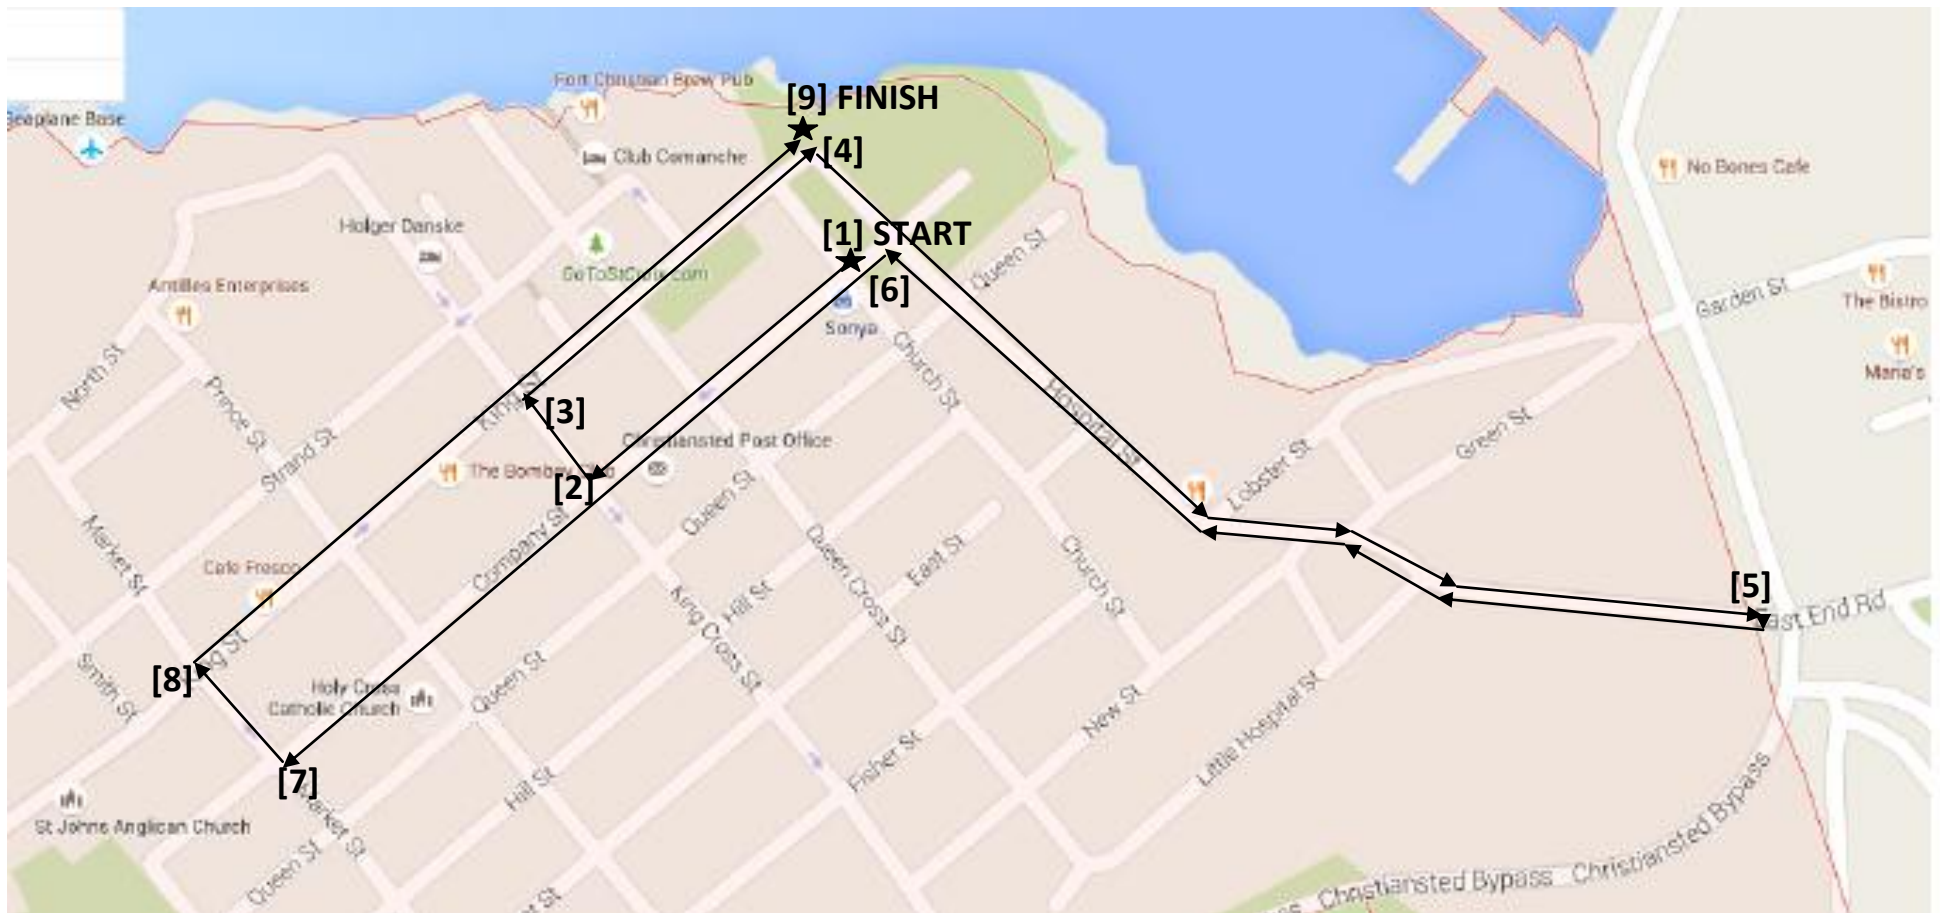 Fort Christian Brew Pub
[9] FINISH
Seaplane Base
Club Comanche
[4]
No Bones Cafe
Holger Danske
[1] START
Queen St
GoToStCroix.com
Antilles Enterprises
[6]
Garden St
The Bistro
Sonya
North St
Church St
Maria's
Prince St
King St
[3]
Hospital St
Christiansted Post Office
Green St
Strand St
The Bombay Club
[2]
Queen St
Lobster St
Market St
Company St
Queen Cross St
East St
Church St
Cafe Fresco
Hill St
King Cross St
[5]
East End Rd
King St
[8]
Smith St
Holy Cross
Catholic Church
Queen St
New St
Little Hospital St
[7]
Hill St
Fisher St
St Johns Anglican Church
Market St
Queen St
Christiansted Bypass
Christiansted Bypass
St